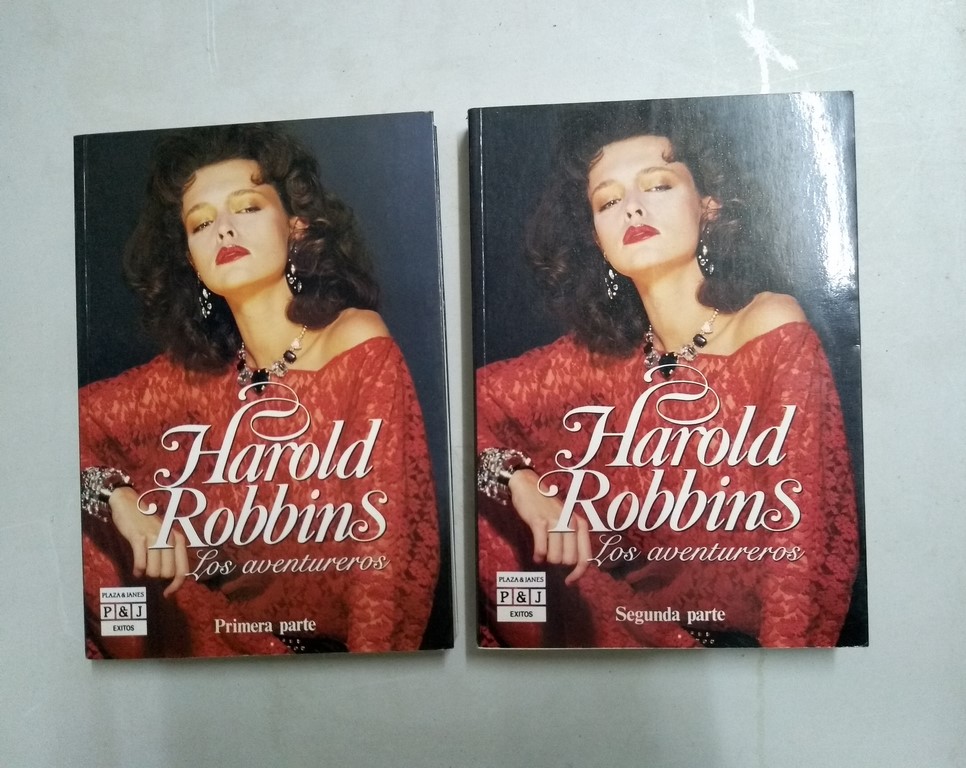 Harold
Robbins
Los aventureros
PLAZA & JANES
P & J
EXITOS
Primera parte
Harold
Robbins
Los aventureros
PLAZA & JANES
P & J
EXITOS
Segunda parte